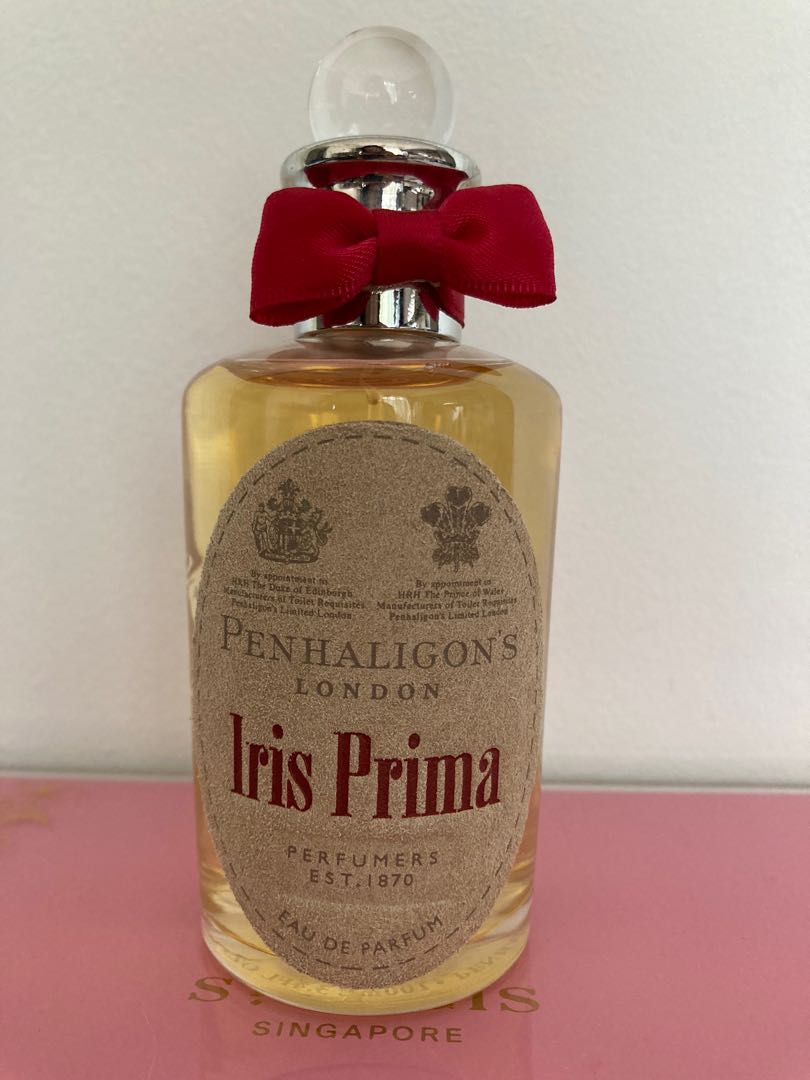 By appointment to
HRH The Duke of Edinburgh
Manufacturers of Toilet Requisites
Penhaligon's Limited London
By appointment to
HRH The Prince of Wales
Manufacturers of Toilet Requisites
Penhaligon's Limited London
PENHALIGON'S
LONDON
Iris Prima
PERFUMERS
EST. 1870
EAU DE PARFUM
SINGAPORE